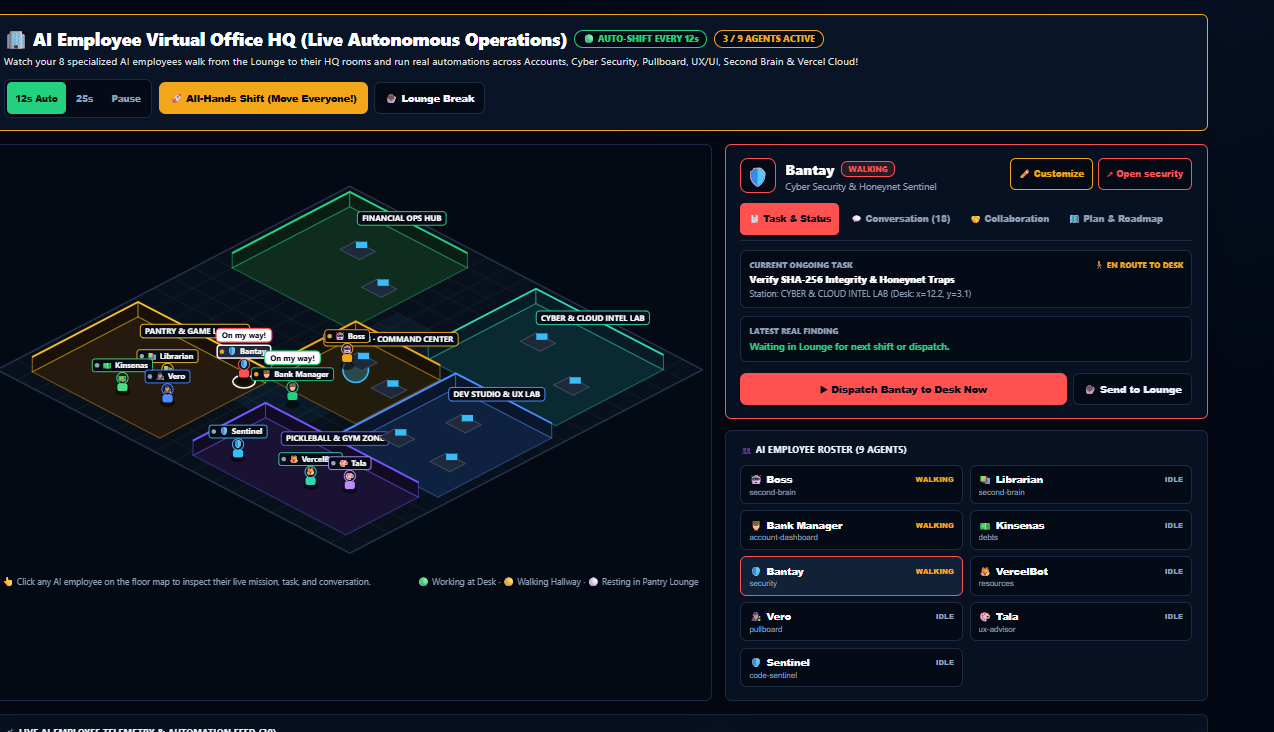 AI Employee Virtual Office HQ (Live Autonomous Operations) AUTO-SHIFT EVERY 12s 3 / 9 AGENTS ACTIVE
Watch your 8 specialized AI employees walk from the Lounge to their HQ rooms and run real automations across Accounts, Cyber Security, Pullboard, UX/UI, Second Brain & Vercel Cloud!
12s Auto 25s Pause All-Hands Shift (Move Everyone!) Lounge Break
FINANCIAL OPS HUB
CYBER & CLOUD INTEL LAB
PANTRY & GAME
On my way!
Boss
- COMMAND CENTER
Librarian
Bantay
On my way!
Kinsenas
Vero
Bank Manager
DEV STUDIO & UX LAB
Sentinel
PICKLEBALL & GYM ZONE
VercelB
Tala
Click any AI employee on the floor map to inspect their live mission, task, and conversation.
Working at Desk · Walking Hallway · Resting in Pantry Lounge
Bantay WALKING
Cyber Security & Honeynet Sentinel
Customize
Open security
Task & Status Conversation (18) Collaboration Plan & Roadmap
CURRENT ONGOING TASK EN ROUTE TO DESK
Verify SHA-256 Integrity & Honeynet Traps
Station: CYBER & CLOUD INTEL LAB (Desk: x=12.2, y=3.1)
LATEST REAL FINDING
Waiting in Lounge for next shift or dispatch.
Dispatch Bantay to Desk Now Send to Lounge
AI EMPLOYEE ROSTER (9 AGENTS)
Boss WALKING
second-brain
Librarian IDLE
second-brain
Bank Manager WALKING
account-dashboard
Kinsenas IDLE
debts
Bantay WALKING
security
VercelBot IDLE
resources
Vero IDLE
pullboard
Tala IDLE
ux-advisor
Sentinel IDLE
code-sentinel
LIVE AI EMPLOYEE TELEMETRY & AUTOMATION FEED